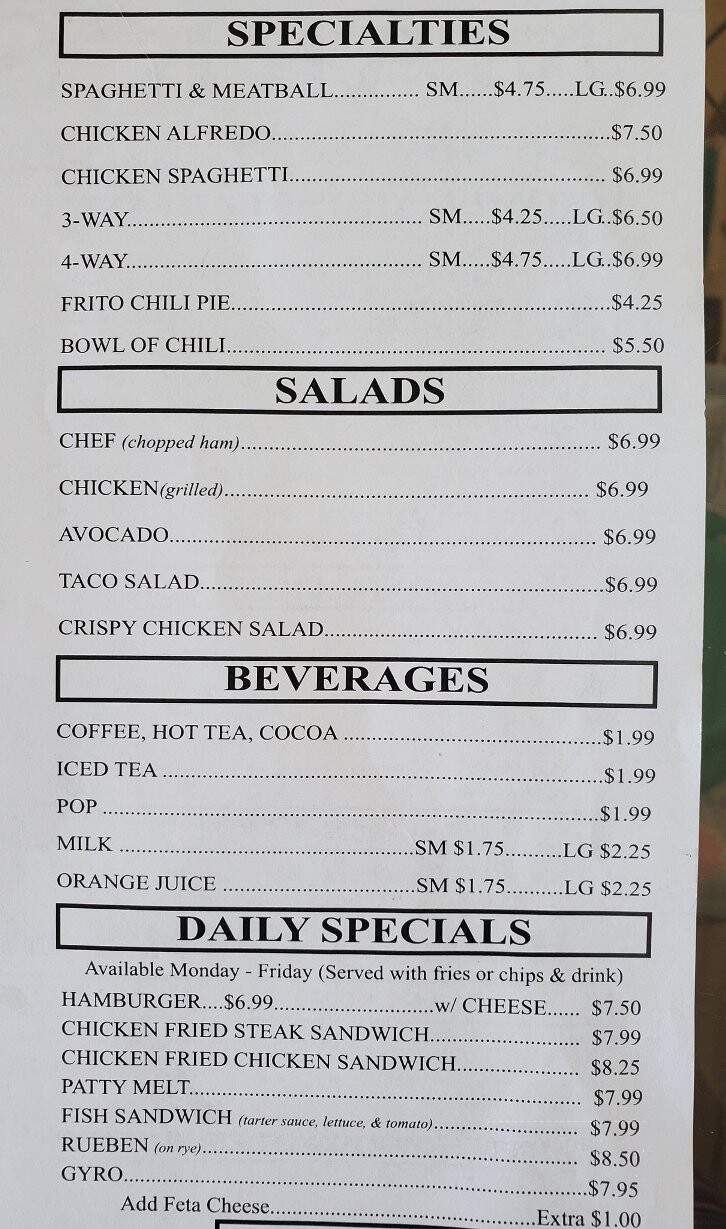 SPECIALTIES
SPAGHETTI & MEATBALL.............. SM......$4.75.....LG..$6.99
CHICKEN ALFREDO.........................................................$7.50
CHICKEN SPAGHETTI...................................................... $6.99
3-WAY.................................................. SM.....$4.25.....LG..$6.50
4-WAY.................................................. SM.....$4.75.....LG..$6.99
FRITO CHILI PIE................................................................$4.25
BOWL OF CHILI................................................................ $5.50
SALADS
CHEF (chopped ham)............................................................. $6.99
CHICKEN(grilled)............................................................. $6.99
AVOCADO........................................................................ $6.99
TACO SALAD....................................................................$6.99
CRISPY CHICKEN SALAD.............................................. $6.99
BEVERAGES
COFFEE, HOT TEA, COCOA ............................................$1.99
ICED TEA ...........................................................................$1.99
POP .....................................................................................$1.99
MILK ..................................................SM $1.75..........LG $2.25
ORANGE JUICE .................................SM $1.75..........LG $2.25
DAILY SPECIALS
Available Monday - Friday (Served with fries or chips & drink)
HAMBURGER....$6.99...........................w/ CHEESE...... $7.50
CHICKEN FRIED STEAK SANDWICH......................... $7.99
CHICKEN FRIED CHICKEN SANDWICH..................... $8.25
PATTY MELT.................................................................. $7.99
FISH SANDWICH (tarter sauce, lettuce, & tomato)......................... $7.99
RUEBEN (on rye)................................................................ $8.50
GYRO...............................................................................$7.95
Add Feta Cheese.............................................Extra $1.00